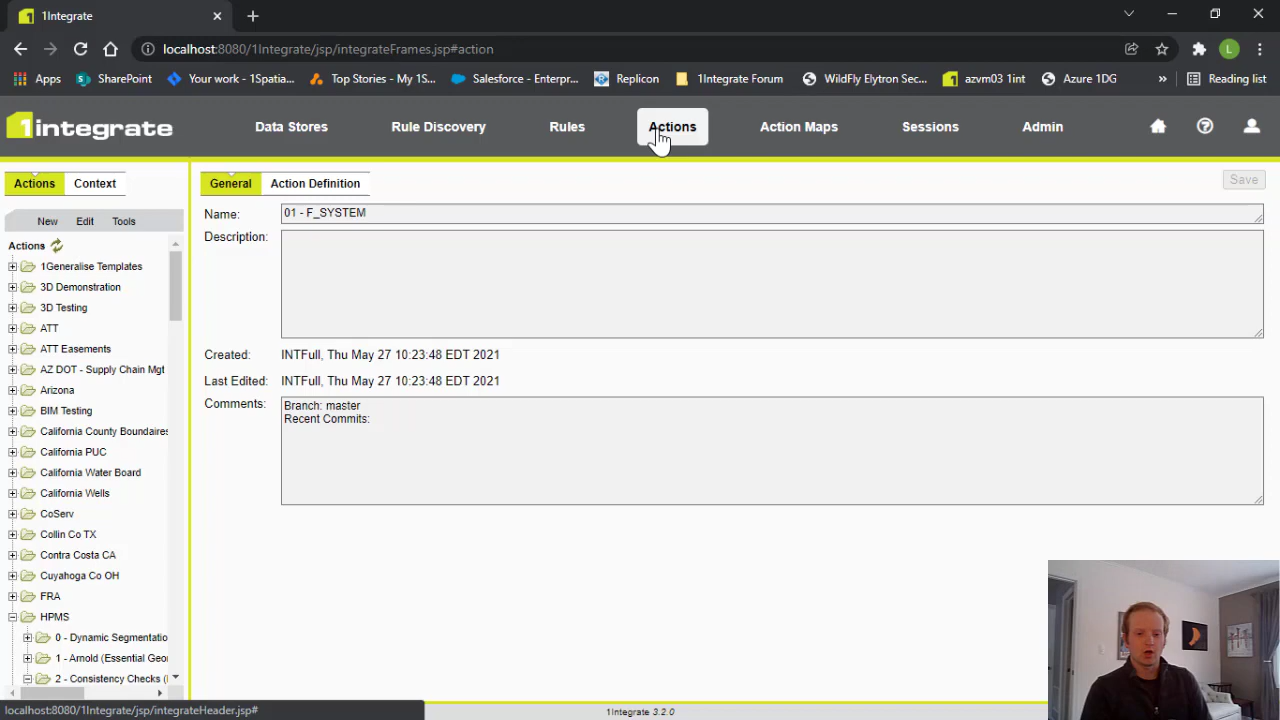 1Integrate
localhost:8080/1Integrate/jsp/integrateFrames.jsp#action
L
Apps
SharePoint
Your work - 1Spatia...
Top Stories - My 1S...
Salesforce - Enterpr...
Replicon
1Integrate Forum
WildFly Elytron Sec...
azvm03 1int
Azure 1DG
»
Reading list
1integrate
Data Stores
Rule Discovery
Rules
Actions
Action Maps
Sessions
Admin
Actions
Context
General
Action Definition
Save
New
Edit
Tools
Actions
1Generalise Templates
3D Demonstration
3D Testing
ATT
ATT Easements
AZ DOT - Supply Chain Mgt
Arizona
BIM Testing
California County Boundaires
California PUC
California Water Board
California Wells
CoServ
Collin Co TX
Contra Costa CA
Cuyahoga Co OH
FRA
HPMS
0 - Dynamic Segmentatio
1 - Arnold (Essential Geo
2 - Consistency Checks (
Name:
01 - F_SYSTEM
Description:
Created:
INTFull, Thu May 27 10:23:48 EDT 2021
Last Edited:
INTFull, Thu May 27 10:23:48 EDT 2021
Comments:
Branch: master
Recent Commits:
localhost:8080/1Integrate/jsp/integrateHeader.jsp#
1Integrate 3.2.0